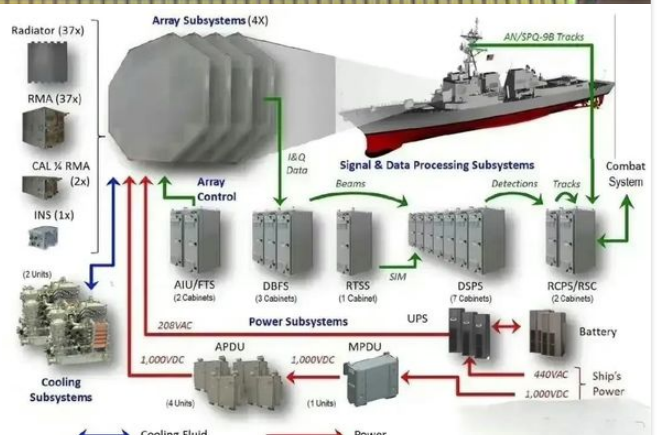 Array Subsystems (4X)
Radiator (37x)
RMA (37x)
CAL ¼ RMA
(2x)
INS (1x)
AN/SPQ-9B Tracks
I&Q
Data
Signal & Data Processing Subsystems
Array
Control
Beams
Detections
Tracks
Combat
System
SIM
AIU/FTS
(2 Cabinets)
DBFS
(3 Cabinets)
RTSS
(1 Cabinet)
DSPS
(7 Cabinets)
RCPS/RSC
(2 Cabinets)
(2 Units)
Cooling
Subsystems
208VAC
Power Subsystems
UPS
Battery
1,000VDC
APDU
(4 Units)
1,000VDC
MPDU
(1 Units)
440VAC
1,000VDC
Ship's
Power
Cooling Fluid
Power